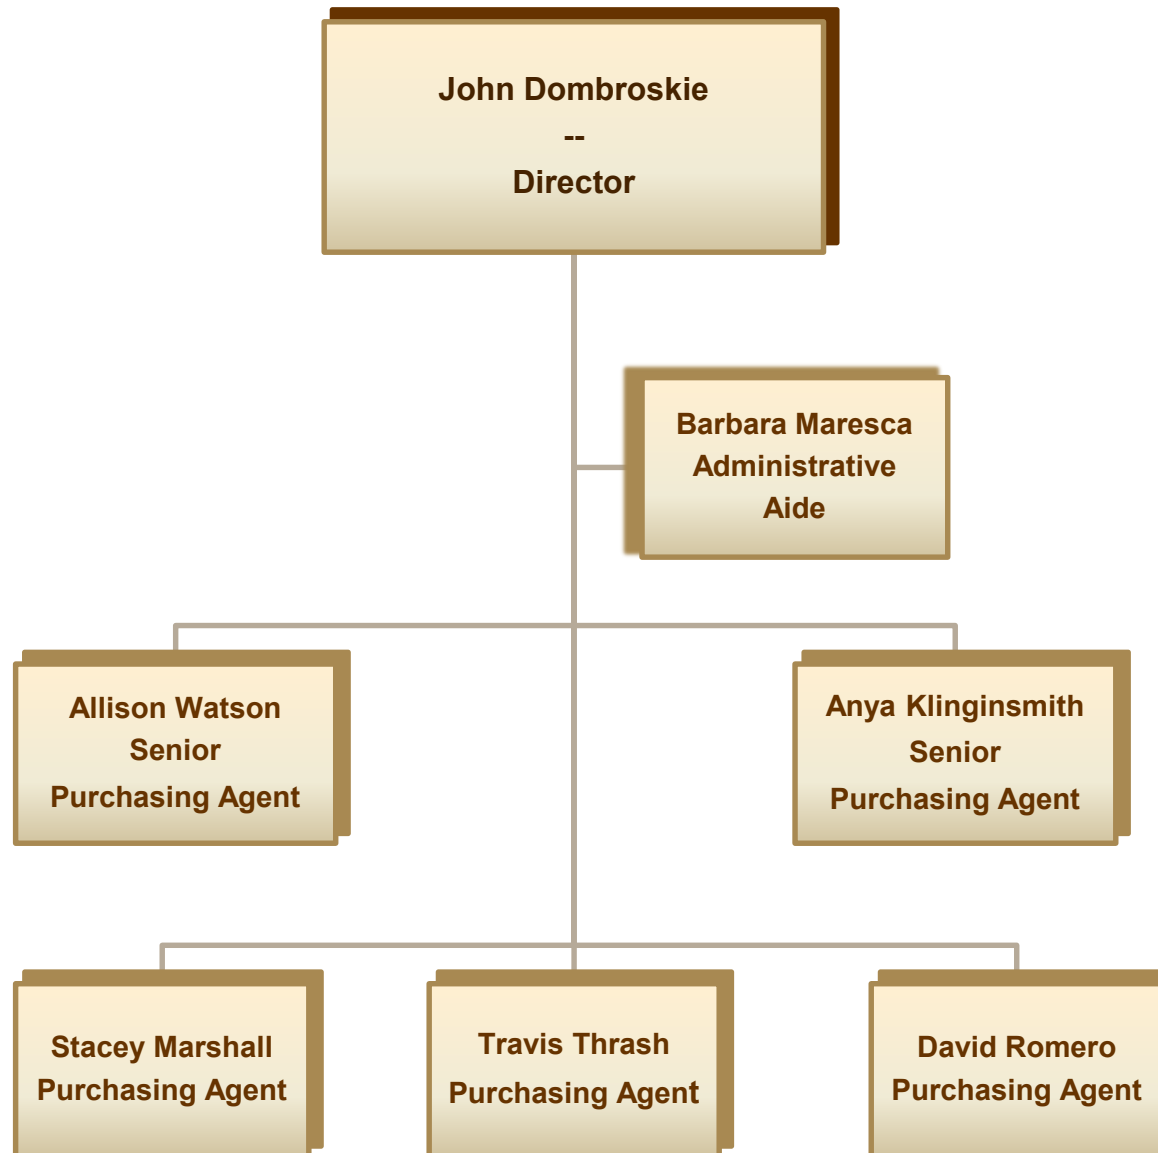 John Dombroskie
--
Director
Barbara Maresca
Administrative
Aide
Allison Watson
Senior
Purchasing Agent
Anya Klinginsmith
Senior
Purchasing Agent
Stacey Marshall
Purchasing Agent
Travis Thrash
Purchasing Agent
David Romero
Purchasing Agent